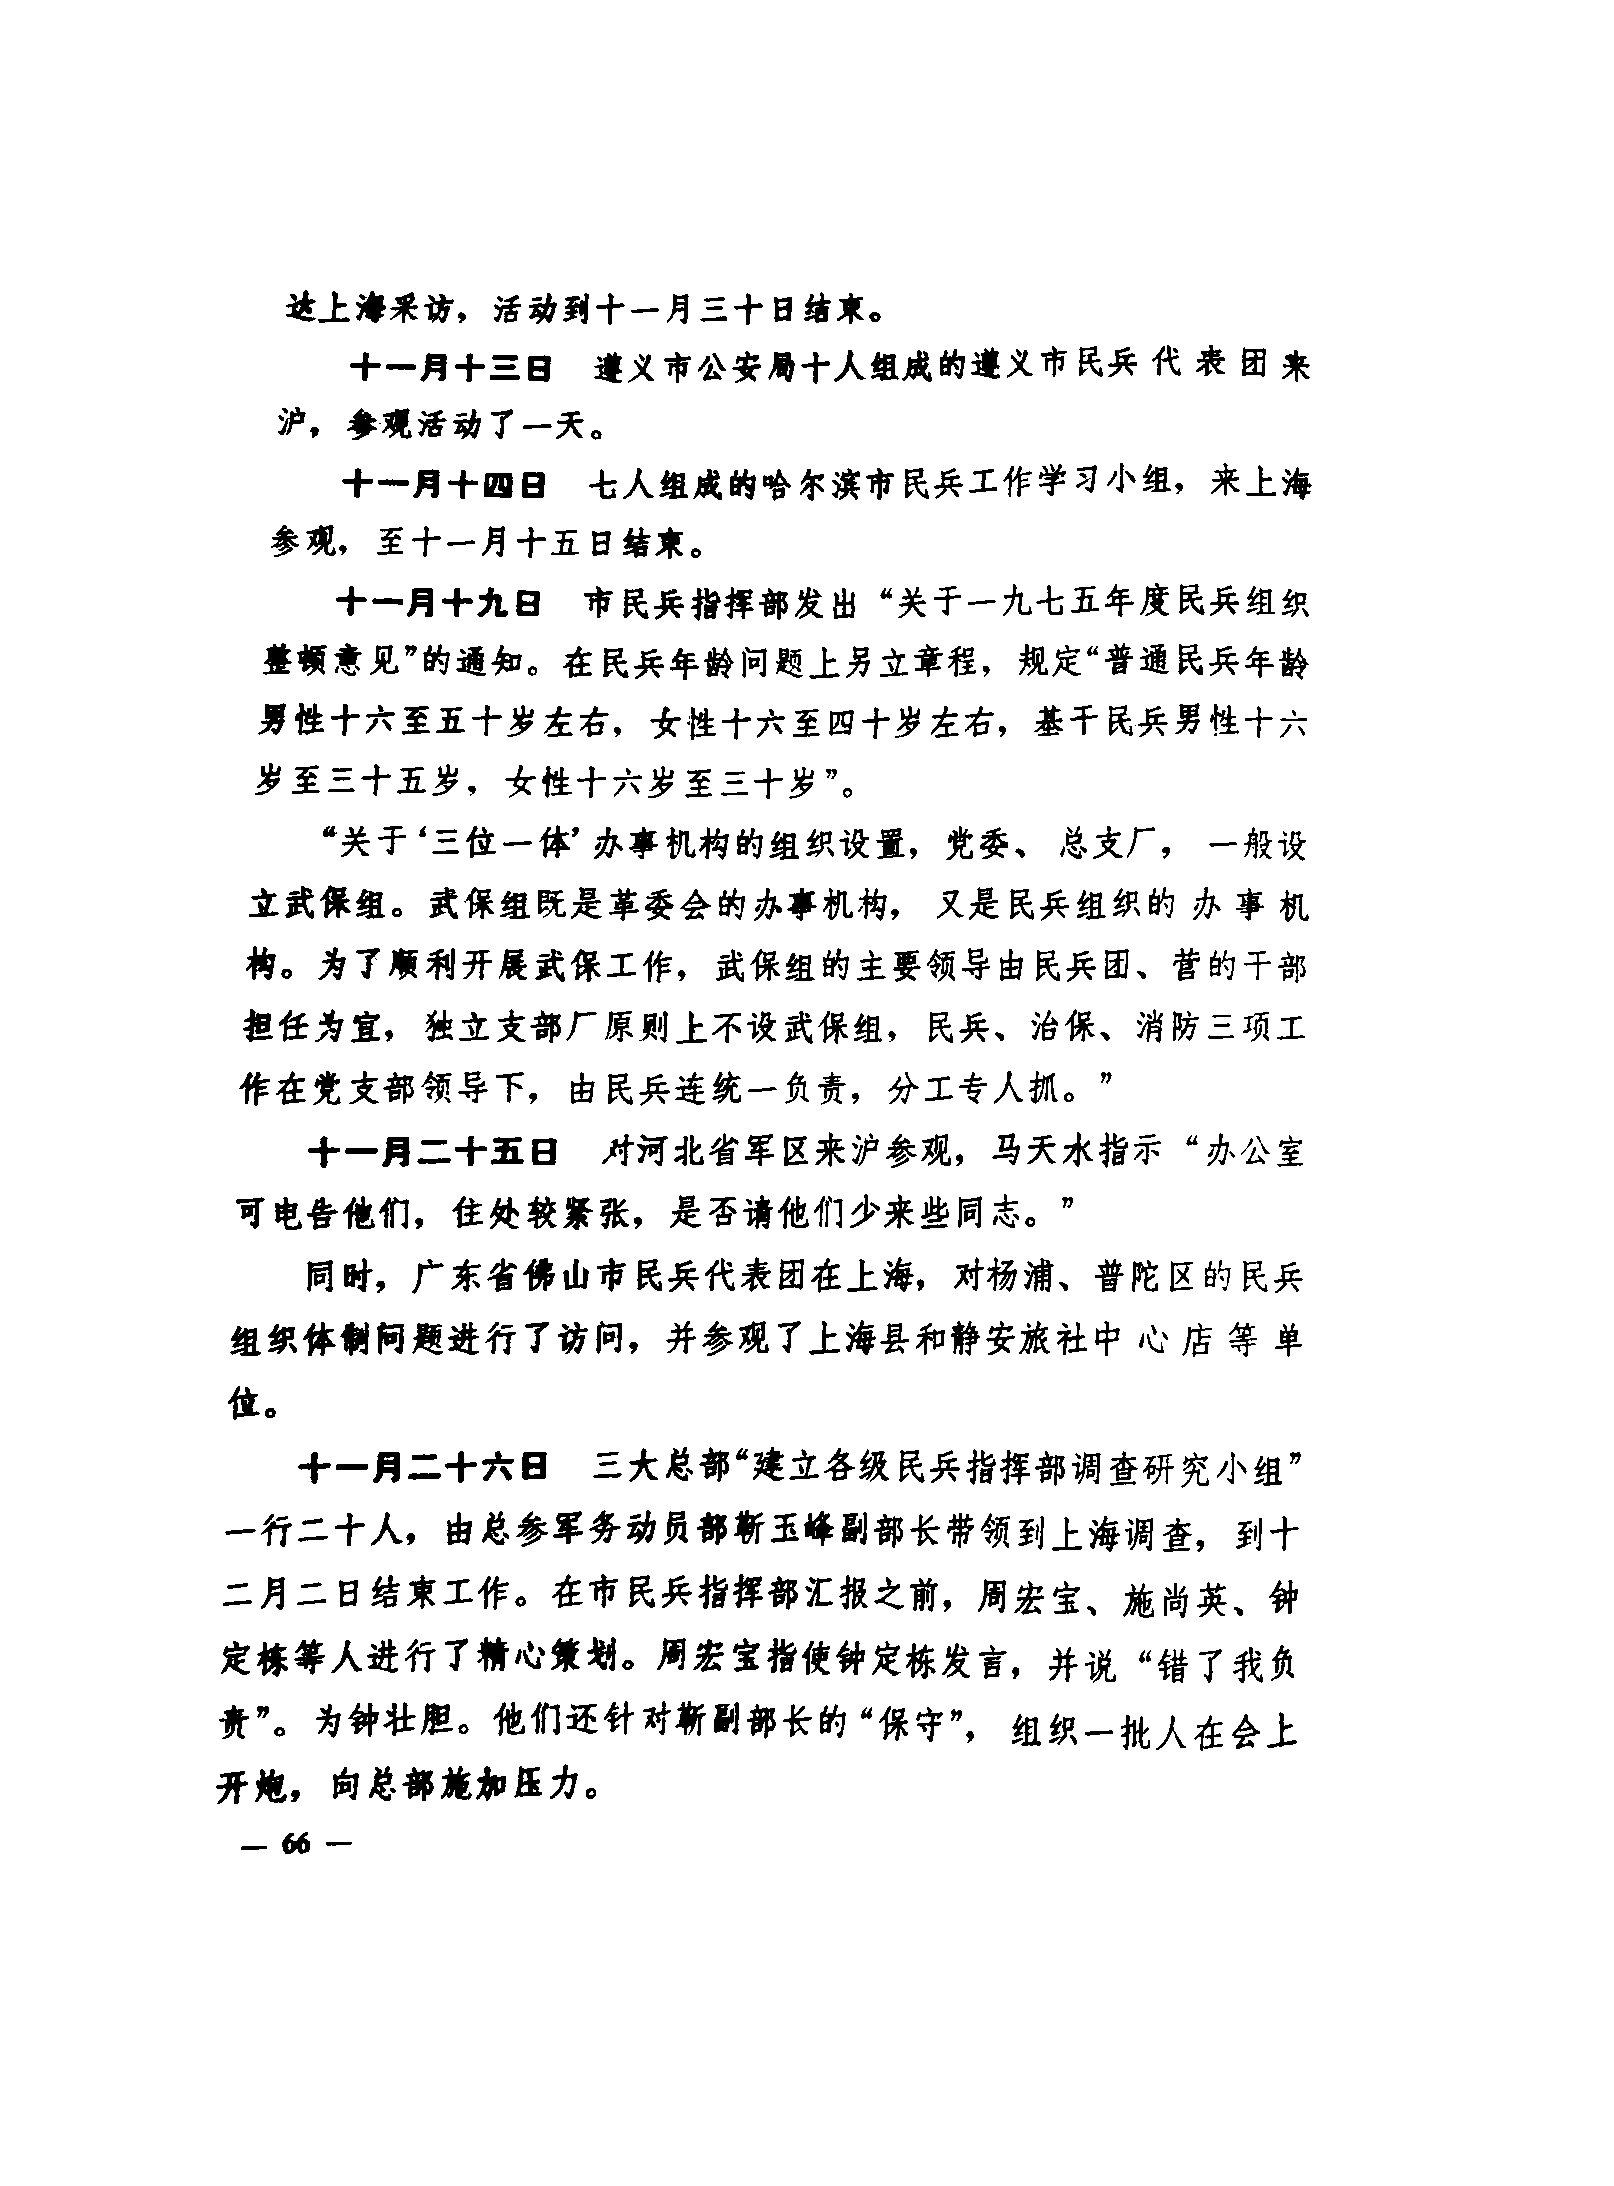 达上海采访，活动到十一月三十日结束。
十一月十三日 遵义市公安局十人组成的遵义市民兵代表团来
沪，参观活动了一天。
十一月十四日 七人组成的哈尔滨市民兵工作学习小组，来上海
参观，至十一月十五日结束。
十一月十九日 市民兵指挥部发出“关于一九七五年度民兵组织
整顿意见”的通知。在民兵年龄问题上另立章程，规定“普通民兵年龄
男性十六至五十岁左右，女性十六至四十岁左右，基干民兵男性十六
岁至三十五岁，女性十六岁至三十岁”。
“关于‘三位一体’办事机构的组织设置，党委、总支厂，一般设
立武保组。武保组既是革委会的办事机构，又是民兵组织的办事机
构。为了顺利开展武保工作，武保组的主要领导由民兵团、营的干部
担任为宜，独立支部厂原则上不设武保组，民兵、治保、消防三项工
作在党支部领导下，由民兵连统一负责，分工专人抓。”
十一月二十五日 对河北省军区来沪参观，马天水指示“办公室
可电告他们，住处较紧张，是否请他们少来些同志。”
同时，广东省佛山市民兵代表团在上海，对杨浦、普陀区的民兵
组织体制问题进行了访问，并参观了上海县和静安旅社中心店等单
位。
十一月二十六日 三大总部“建立各级民兵指挥部调查研究小组”
一行二十人，由总参军务动员部靳玉峰副部长带领到上海调查，到十
二月二日结束工作。在市民兵指挥部汇报之前，周宏宝、施尚英、钟
定栋等人进行了精心策划。周宏宝指使钟定栋发言，并说“错了我负
责”。为钟壮胆。他们还针对靳副部长的“保守”，组织一批人在会上
开炮，向总部施加压力。
— 66 —